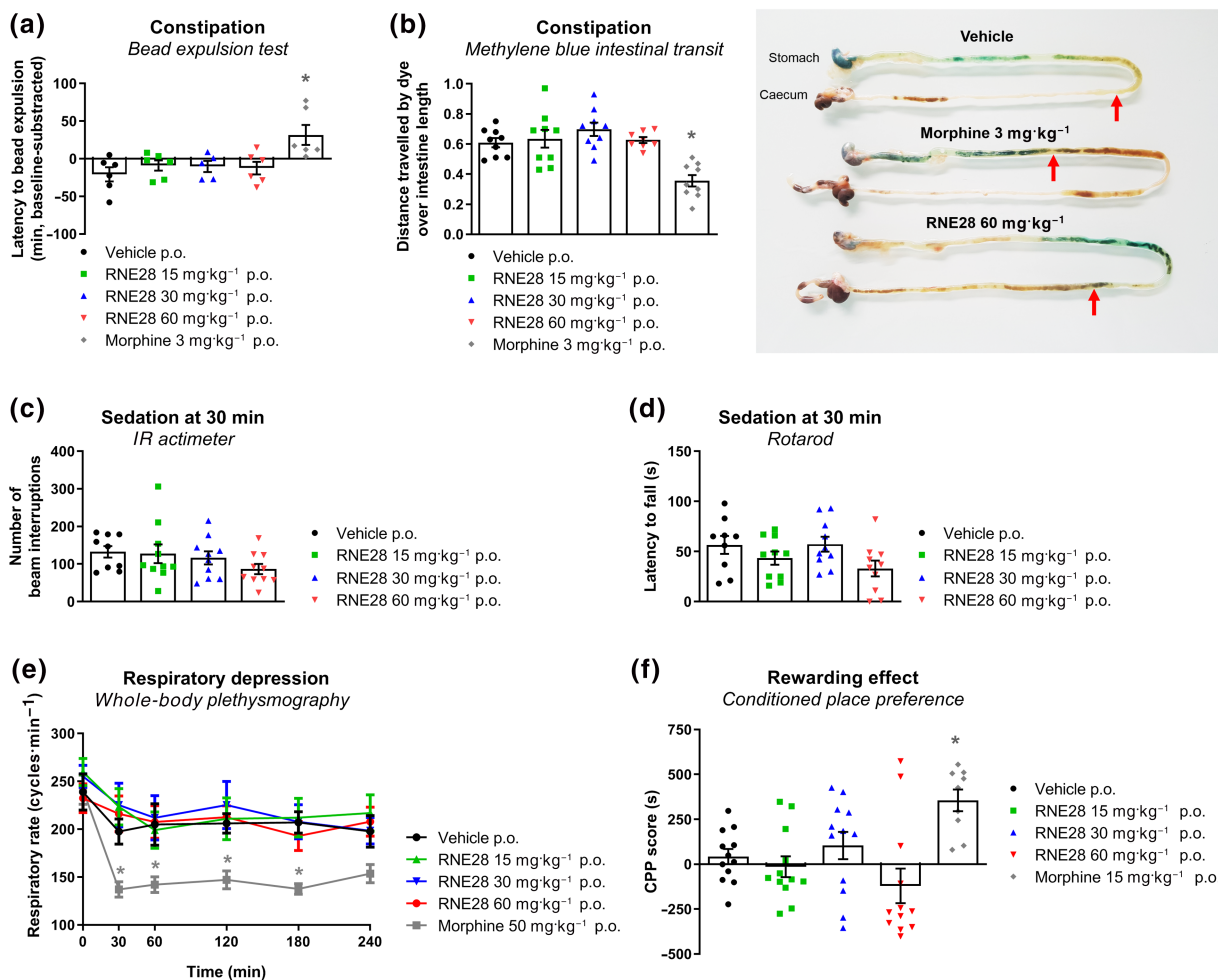 (a)
Constipation
Bead expulsion test
Latency to bead expulsion
(min, baseline-substracted)
100
50
0
−50
−100
*
Vehicle p.o.
RNE28 15 mg·kg⁻¹ p.o.
RNE28 30 mg·kg⁻¹ p.o.
RNE28 60 mg·kg⁻¹ p.o.
Morphine 3 mg·kg⁻¹ p.o.
(b)
Constipation
Methylene blue intestinal transit
Distance travelled by dye
over intestine length
1.0
0.8
0.6
0.4
0.2
0.0
*
Vehicle p.o.
RNE28 15 mg·kg⁻¹ p.o.
RNE28 30 mg·kg⁻¹ p.o.
RNE28 60 mg·kg⁻¹ p.o.
Morphine 3 mg·kg⁻¹ p.o.
Vehicle
Stomach
Caecum
Morphine 3 mg·kg⁻¹
RNE28 60 mg·kg⁻¹
(c)
Sedation at 30 min
IR actimeter
Number of
beam interruptions
400
300
200
100
0
Vehicle p.o.
RNE28 15 mg·kg⁻¹ p.o.
RNE28 30 mg·kg⁻¹ p.o.
RNE28 60 mg·kg⁻¹ p.o.
(d)
Sedation at 30 min
Rotarod
Latency to fall (s)
150
100
50
0
Vehicle p.o.
RNE28 15 mg·kg⁻¹ p.o.
RNE28 30 mg·kg⁻¹ p.o.
RNE28 60 mg·kg⁻¹ p.o.
(e)
Respiratory depression
Whole-body plethysmography
Respiratory rate (cycles·min⁻¹)
300
250
200
150
100
* * * *
0 30 60 120 180 240
Time (min)
Vehicle p.o.
RNE28 15 mg·kg⁻¹ p.o.
RNE28 30 mg·kg⁻¹ p.o.
RNE28 60 mg·kg⁻¹ p.o.
Morphine 50 mg·kg⁻¹ p.o.
(f)
Rewarding effect
Conditioned place preference
CPP score (s)
750
500
250
0
−250
−500
*
Vehicle p.o.
RNE28 15 mg·kg⁻¹ p.o.
RNE28 30 mg·kg⁻¹ p.o.
RNE28 60 mg·kg⁻¹ p.o.
Morphine 15 mg·kg⁻¹ p.o